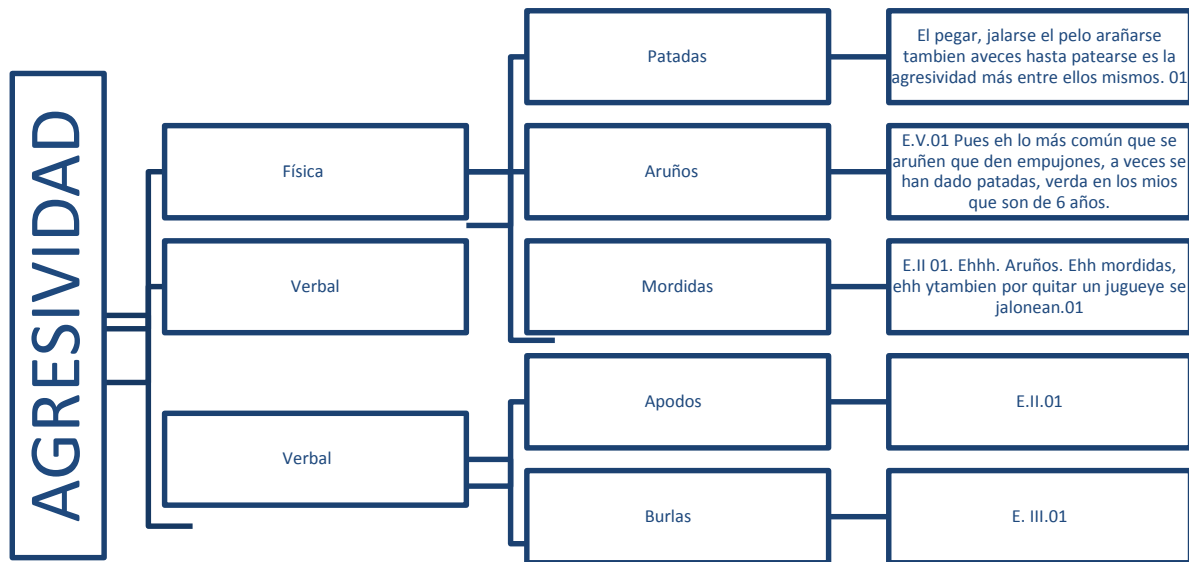 AGRESIVIDAD
Física
Patadas
El pegar, jalarse el pelo arañarse
tambien aveces hasta patearse es la
agresividad más entre ellos mismos. 01
Aruños
E.V.01 Pues eh lo más común que se
aruñen que den empujones, a veces se
han dado patadas, verda en los mios
que son de 6 años.
Mordidas
E.II 01. Ehhh. Aruños. Ehh mordidas,
ehh ytambien por quitar un jugueye se
jalonean.01
Verbal
Verbal
Apodos
E.II.01
Burlas
E. III.01